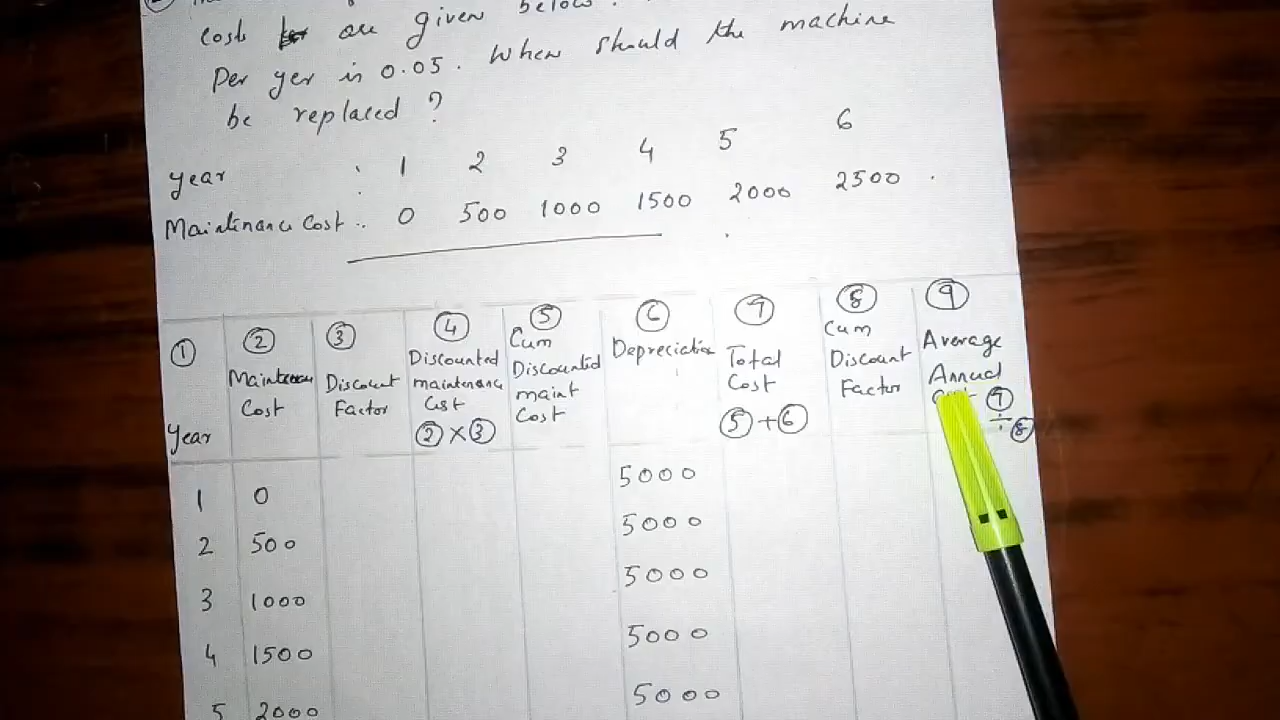 costs are given below.
Per yer is 0.05. When should the machine
be replaced ?
year : 1 2 3 4 5 6
Maintenance Cost .. 0 500 1000 1500 2000 2500 .
① ② ③ ④ ⑤ ⑥ ⑦ ⑧ ⑨
year
Maintenance Cost
Discount Factor
Discounted maintenance Cost ② × ③
Cum Discounted maint Cost
Depreciation
Total Cost ⑤ + ⑥
Cum Discount Factor
Average Annual ⑦ ÷ ⑧
1 0 5000
2 500 5000
3 1000 5000
4 1500 5000
5 2000 5000